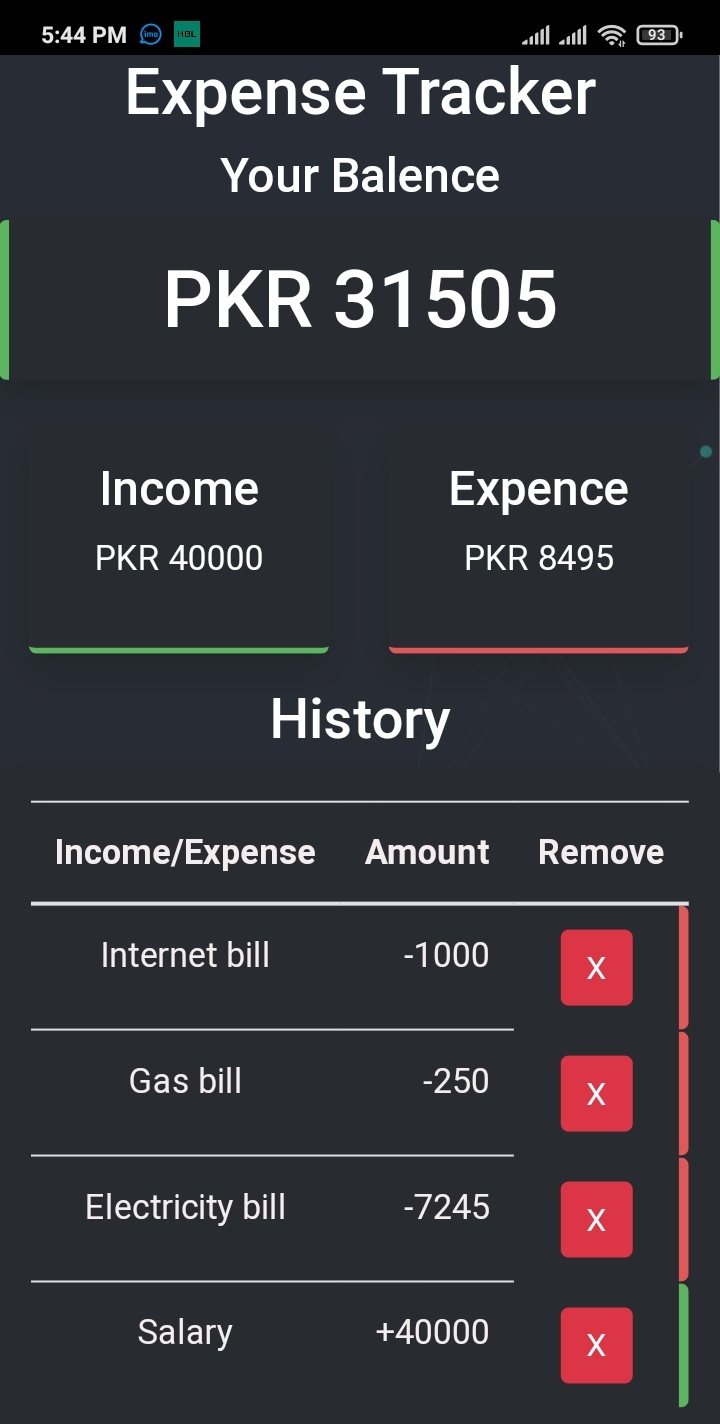 5:44 PM imo HBL 93
Expense Tracker
Your Balence
PKR 31505
Income Expence
PKR 40000 PKR 8495
History
Income/Expense Amount Remove
Internet bill -1000 X
Gas bill -250 X
Electricity bill -7245 X
Salary +40000 X